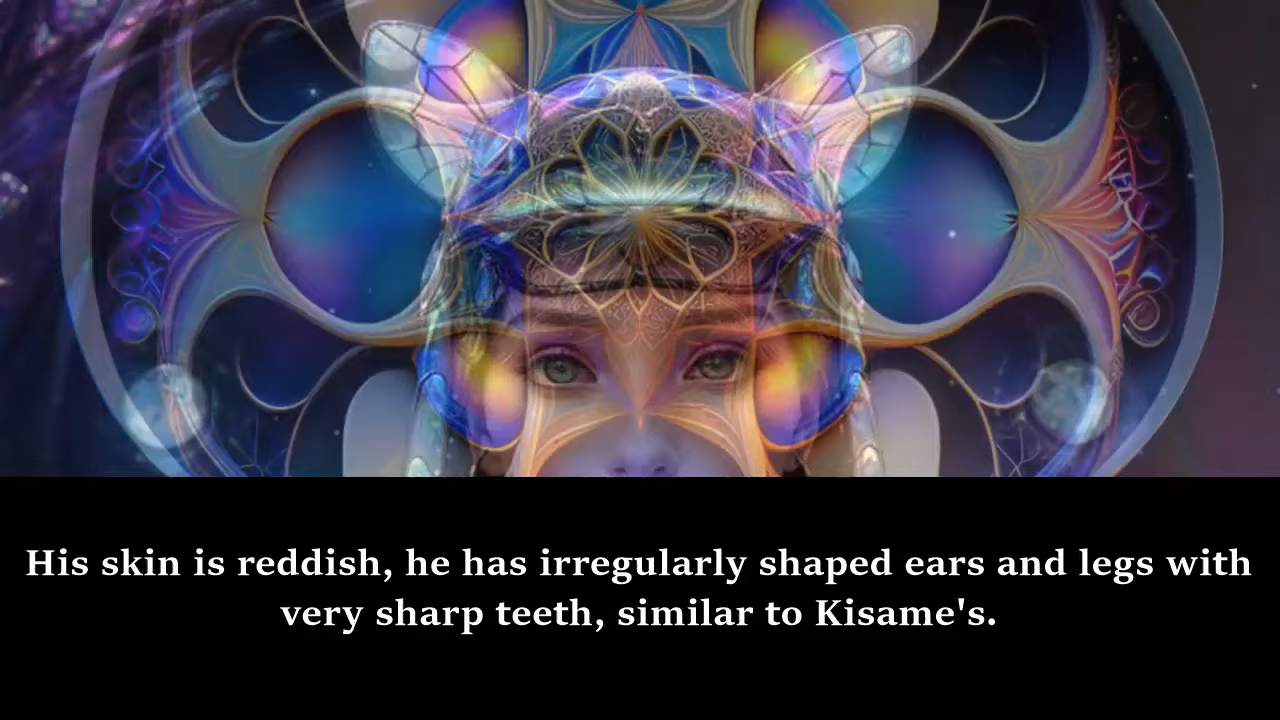 His skin is reddish, he has irregularly shaped ears and legs with
very sharp teeth, similar to Kisame's.